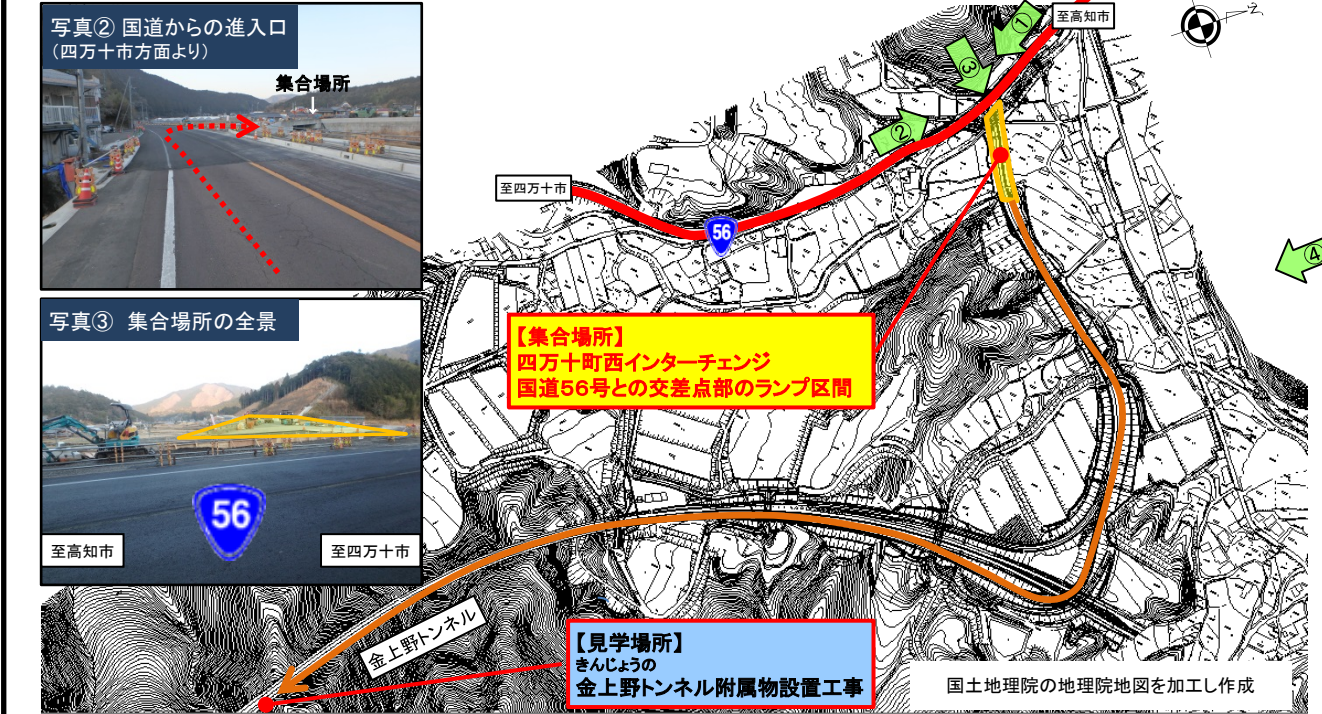 写真② 国道からの進入口
(四万十市方面より)
集合場所
↓
写真③ 集合場所の全景
56
至高知市
至四万十市
至高知市
①
③
②
④
至四万十市
56
【集合場所】
四万十町西インターチェンジ
国道56号との交差点部のランプ区間
金上野トンネル
【見学場所】
きんじょうの
金上野トンネル附属物設置工事
国土地理院の地理院地図を加工し作成